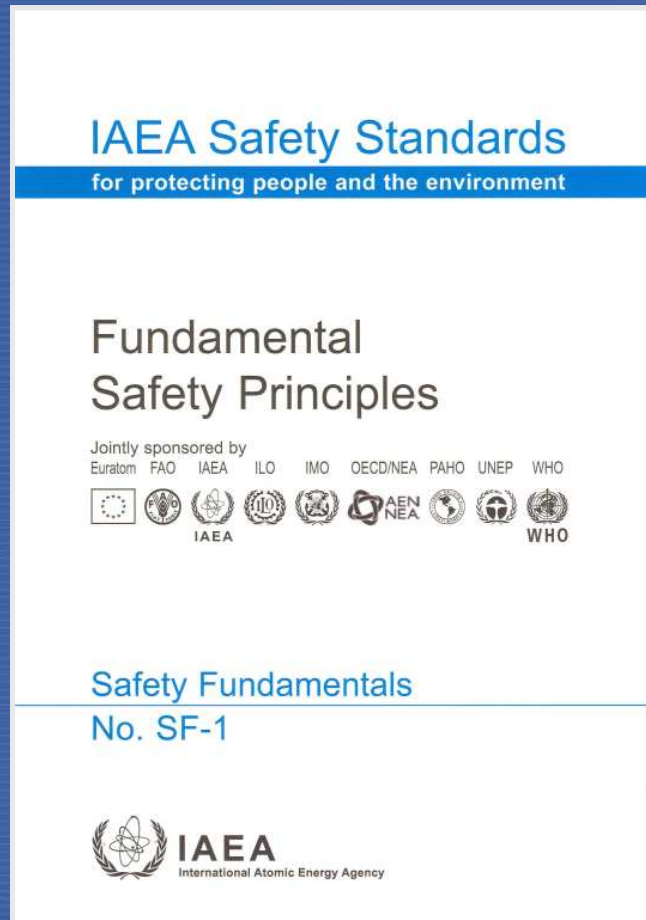 IAEA Safety Standards
for protecting people and the environment
Fundamental
Safety Principles
Jointly sponsored by
Euratom FAO IAEA ILO IMO OECD/NEA PAHO UNEP WHO
FAO IAEA ILO AEN NEA WHO
Safety Fundamentals
No. SF-1
IAEA
International Atomic Energy Agency